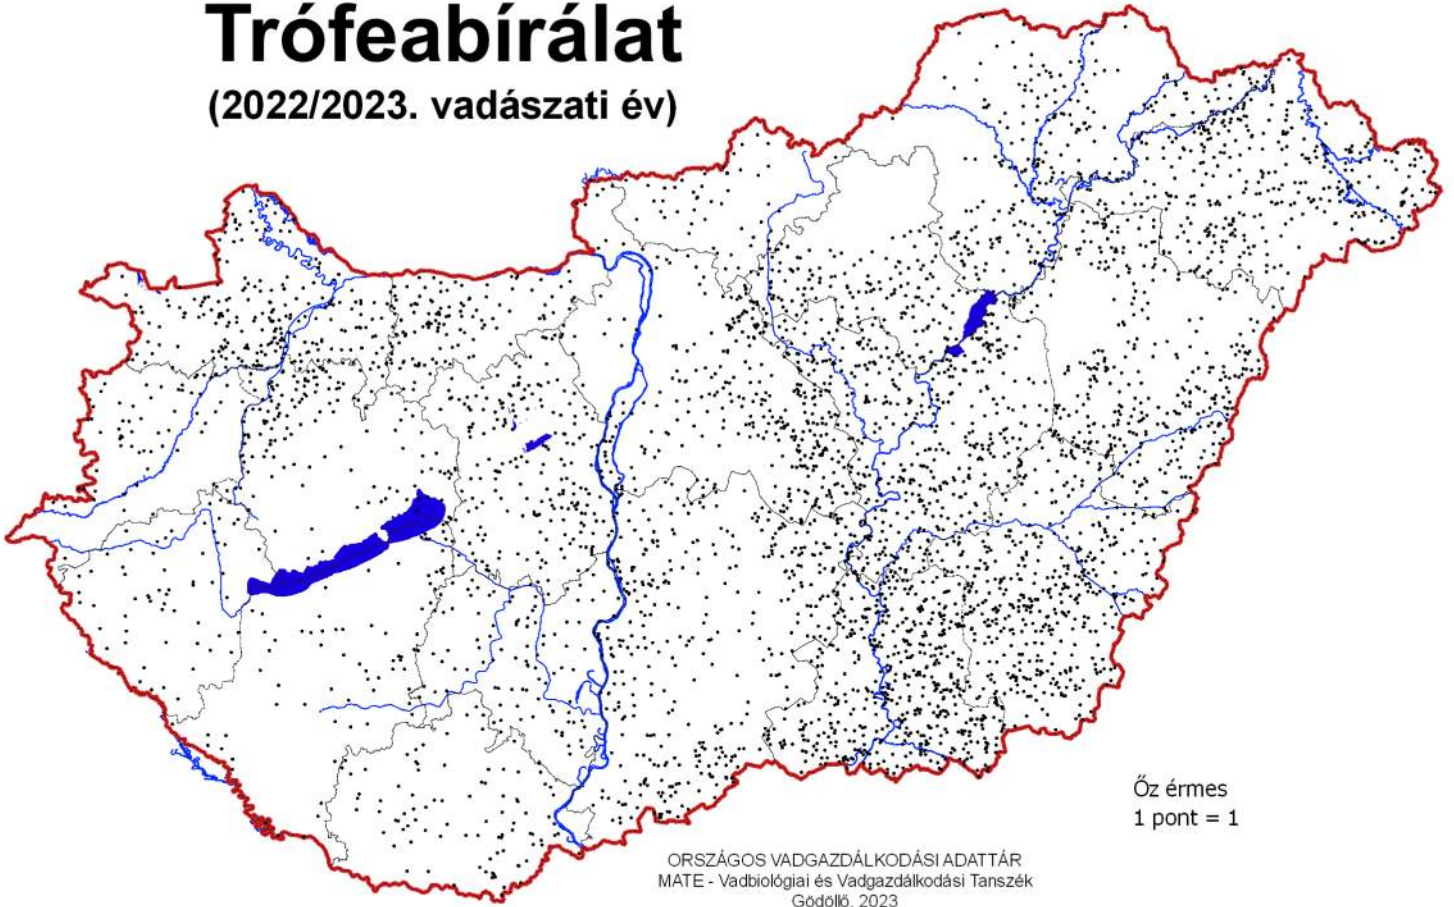 Trófeabírálat
(2022/2023. vadászati év)
Őz érmes
1 pont = 1
ORSZÁGOS VADGAZDÁLKODÁSI ADATTÁR
MATE - Vadbiológiai és Vadgazdálkodási Tanszék
Gödöllő, 2023